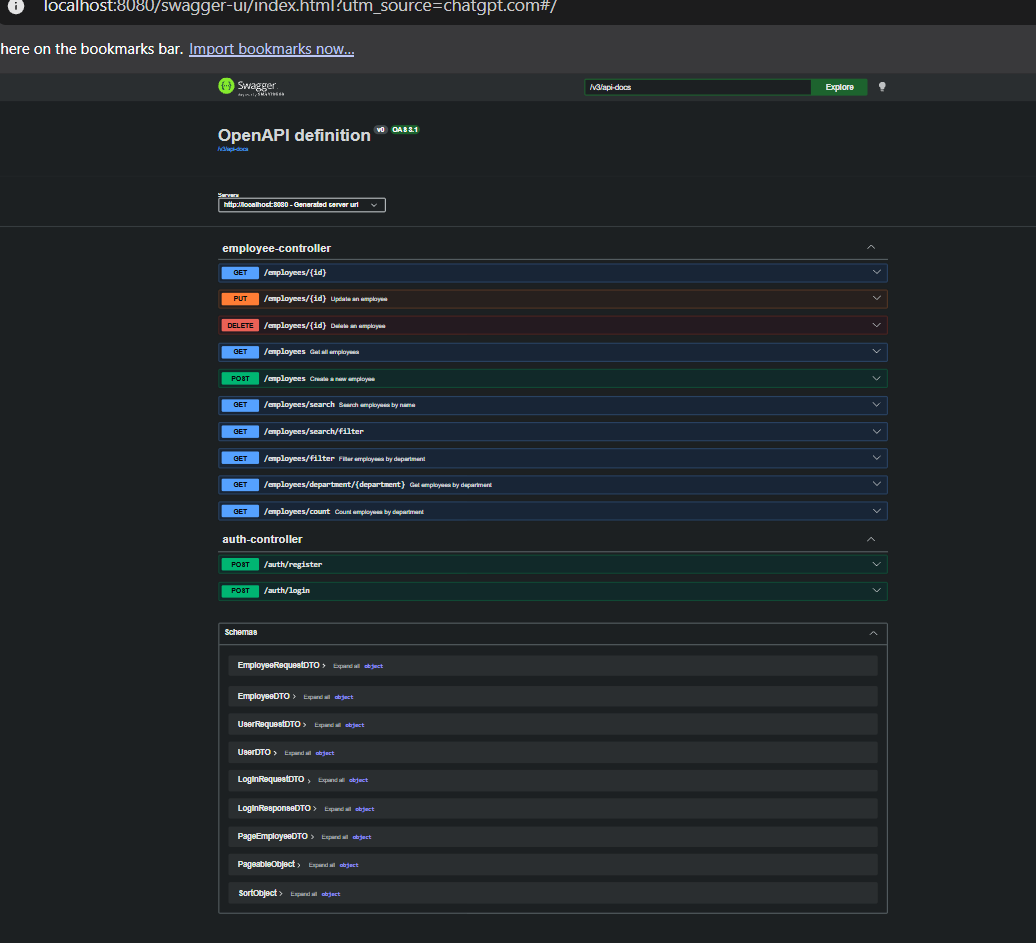 localhost:8080/swagger-ui/index.html?utm_source=chatgpt.com#/
here on the bookmarks bar. Import bookmarks now...
Swagger
/v3/api-docs
Explore
OpenAPI definition v0 OAS 3.1
/v3/api-docs
Servers
http://localhost:8080 - Generated server url
employee-controller
GET /employees/{id}
PUT /employees/{id} Update an employee
DELETE /employees/{id} Delete an employee
GET /employees Get all employees
POST /employees Create a new employee
GET /employees/search Search employees by name
GET /employees/search/filter
GET /employees/filter Filter employees by department
GET /employees/department/{department} Get employees by department
GET /employees/count Count employees by department
auth-controller
POST /auth/register
POST /auth/login
Schemas
EmployeeRequestDTO Expand all object
EmployeeDTO Expand all object
UserRequestDTO Expand all object
UserDTO Expand all object
LoginRequestDTO Expand all object
LoginResponseDTO Expand all object
PageEmployeeDTO Expand all object
PageableObject Expand all object
SortObject Expand all object